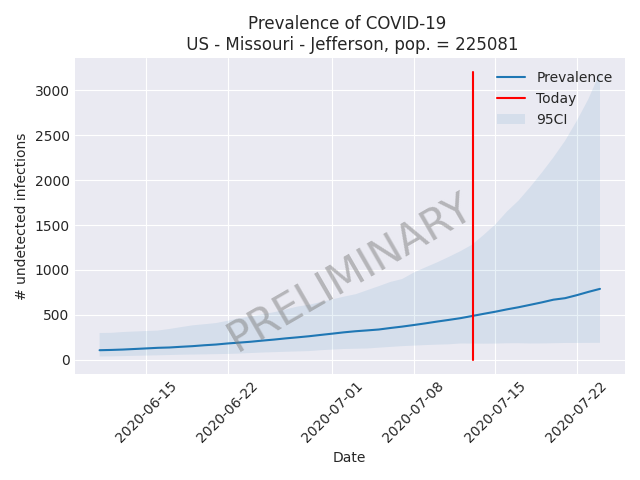 Prevalence of COVID-19
US - Missouri - Jefferson, pop. = 225081
Prevalence
Today
95CI
3000
2500
2000
1500
1000
500
0
# undetected infections
PRELIMINARY
2020-06-15
2020-06-22
2020-07-01
2020-07-08
2020-07-15
2020-07-22
Date